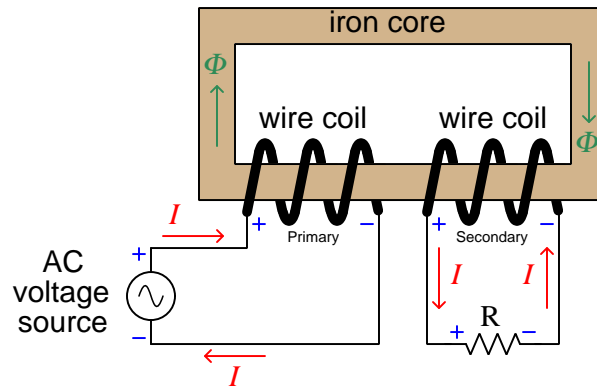 iron core
Φ
Φ
wire coil
wire coil
I
+
Primary
−
+
Secondary
−
AC
voltage
source
+
−
I
I
I
+
R
−